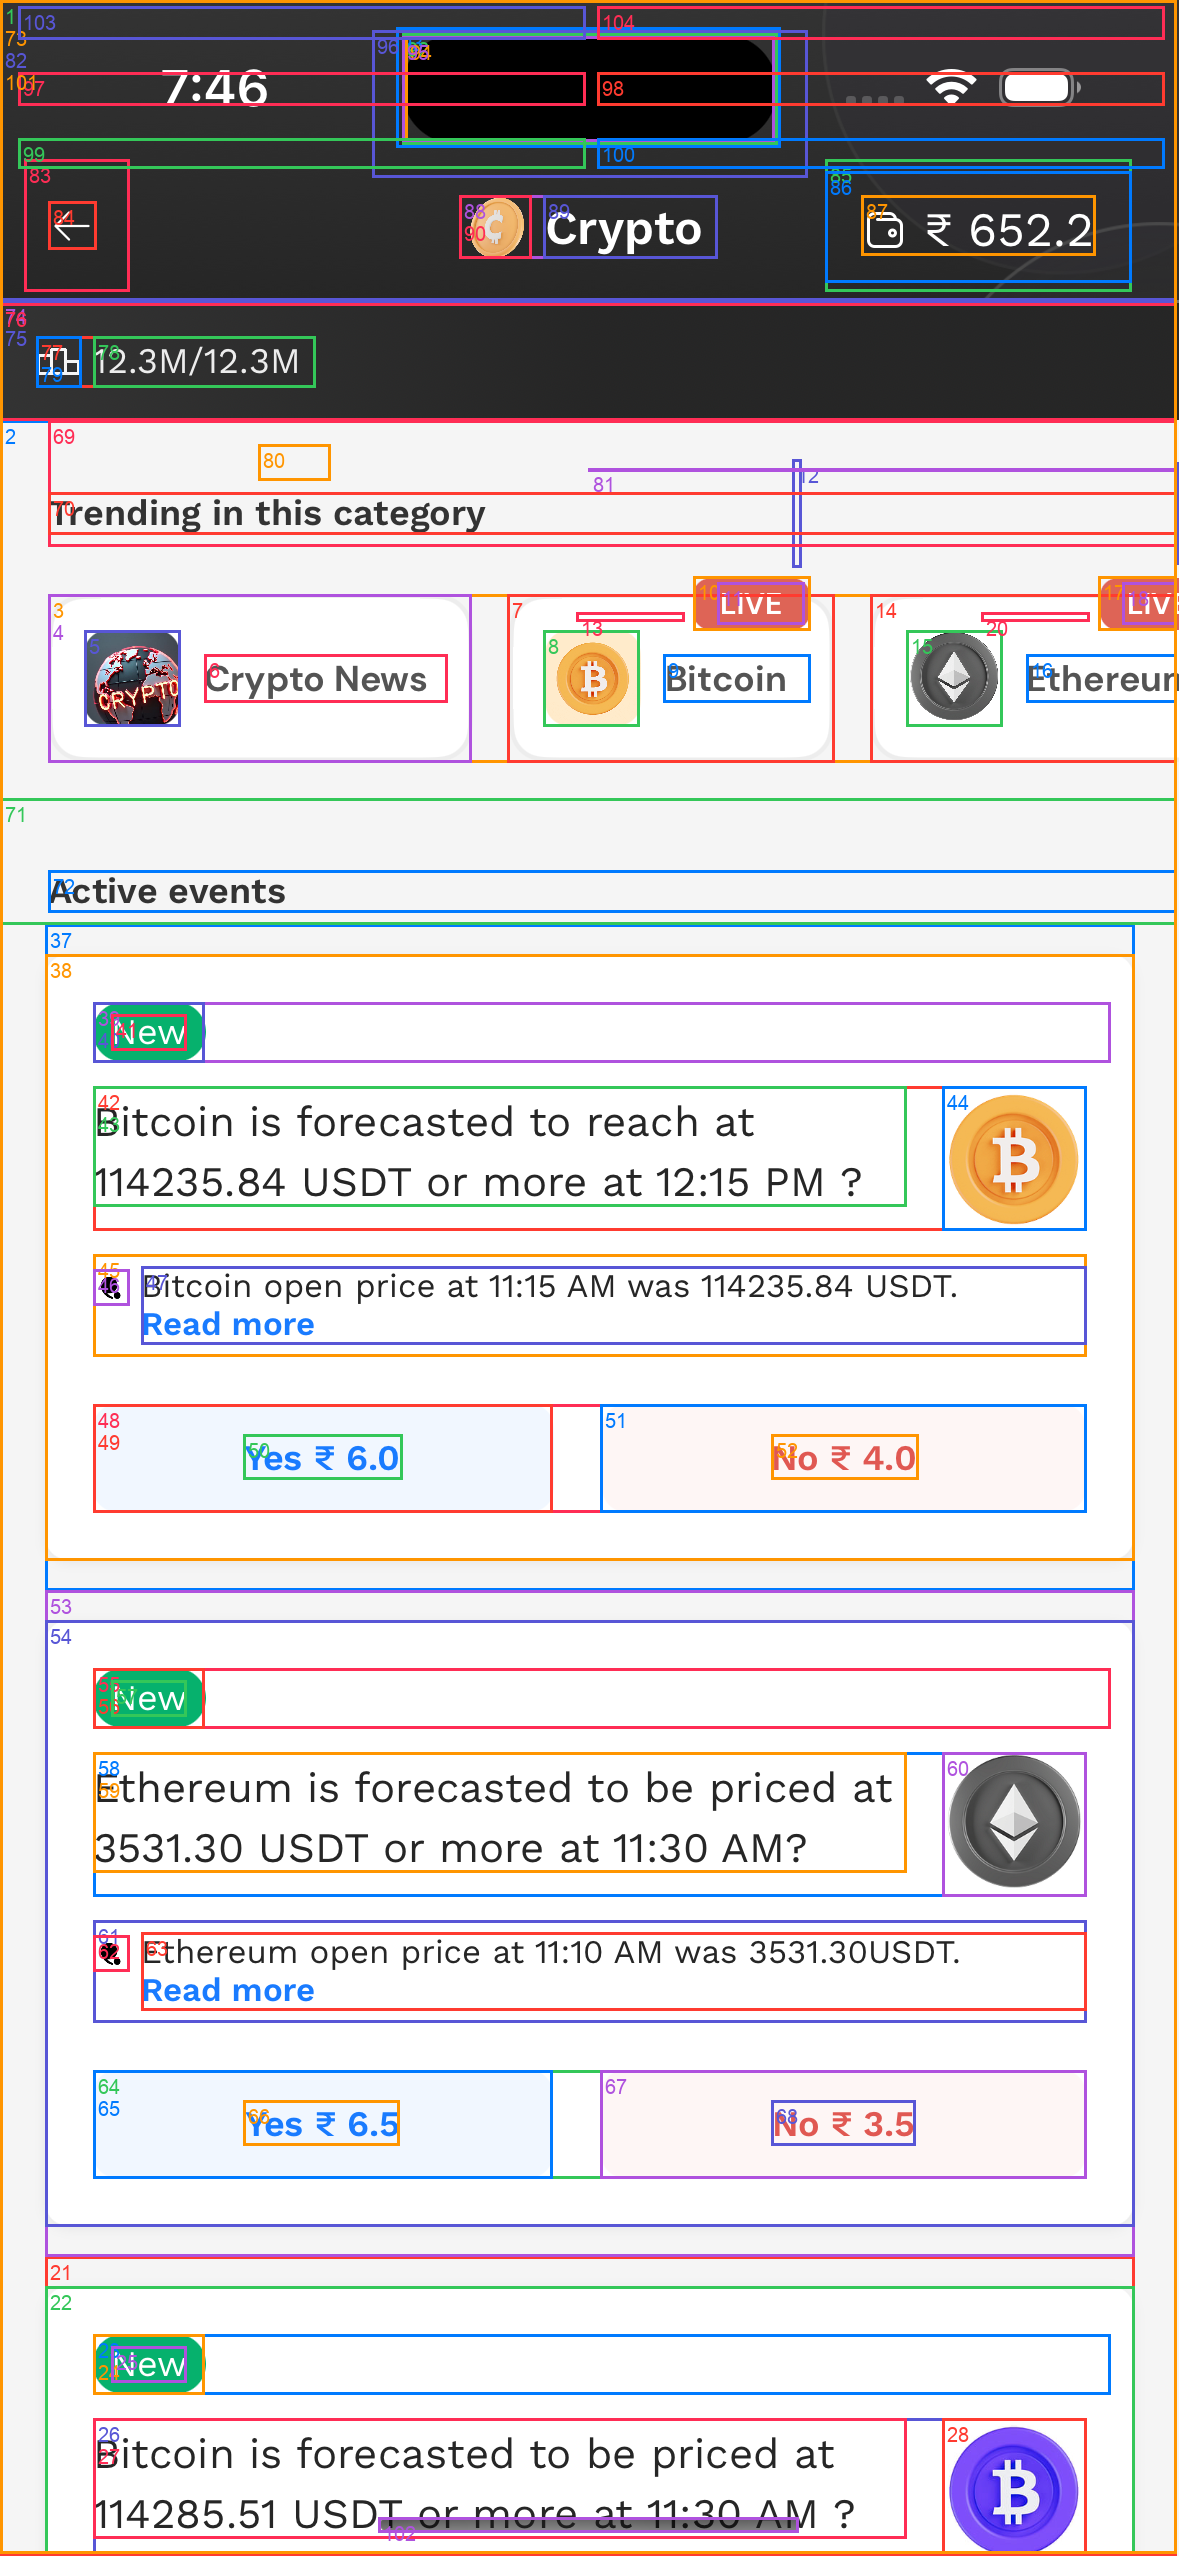 7:46
Crypto
₹ 652.2
12.3M/12.3M
Trending in this category
LIVE
LIV
CRYPTO
Crypto News
Bitcoin
Ethereu
Active events
New
Bitcoin is forecasted to reach at
114235.84 USDT or more at 12:15 PM ?
Bitcoin open price at 11:15 AM was 114235.84 USDT.
Read more
Yes ₹ 6.0
No ₹ 4.0
New
Ethereum is forecasted to be priced at
3531.30 USDT or more at 11:30 AM?
Ethereum open price at 11:10 AM was 3531.30USDT.
Read more
Yes ₹ 6.5
No ₹ 3.5
New
Bitcoin is forecasted to be priced at
114285.51 USDT or more at 11:30 AM ?